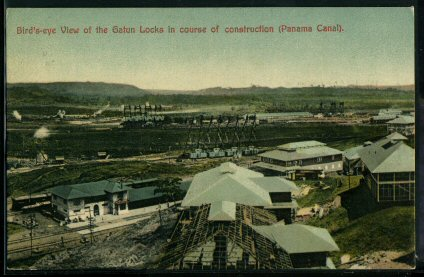 Bird's-eye View of the Gatun Locks in course of construction (Panama Canal).